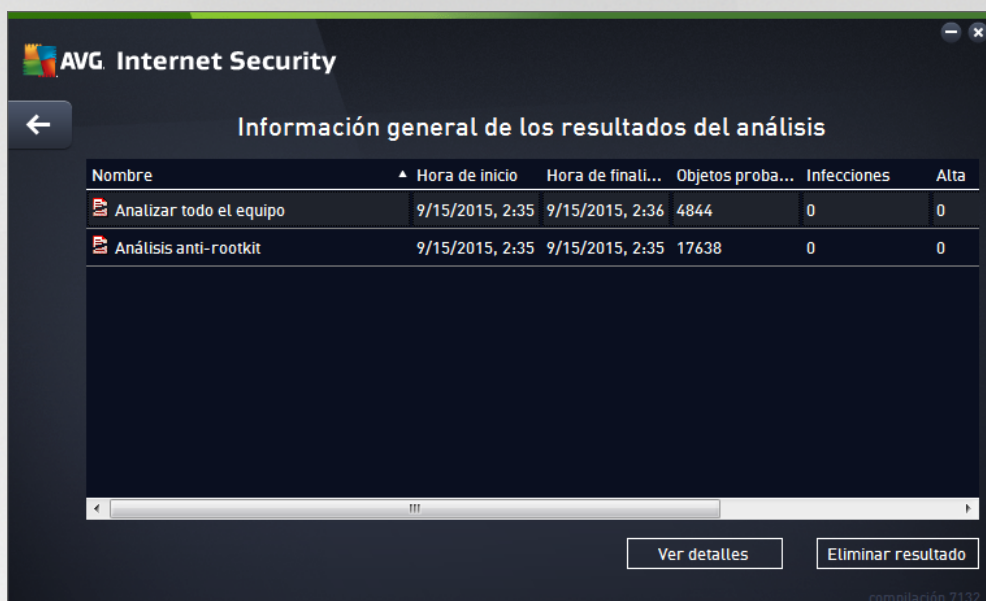 AVG. Internet Security
Información general de los resultados del análisis
Nombre Hora de inicio Hora de finali... Objetos proba... Infecciones Alta
Analizar todo el equipo 9/15/2015, 2:35 9/15/2015, 2:36 4844 0 0
Análisis anti-rootkit 9/15/2015, 2:35 9/15/2015, 2:35 17638 0 0
Ver detalles Eliminar resultado
compilación 7132